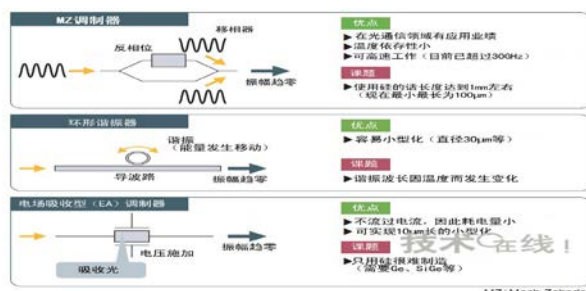 MZ调制器
移相器
反相位
振幅趋零
优点
▶在光通信领域有应用业绩
▶温度依存性小
▶可高速工作（目前已超过300Hz）
课题
▶使用硅的话长度达到1mm左右
（现在最小最长为100μm）
环形谐振器
谐振
（能量发生移动）
导波路
振幅趋零
优点
▶容易小型化（直径30μm等）
课题
▶谐振波长因温度而发生变化
电场吸收型（EA）调制器
电压施加
振幅趋零
吸收光
优点
▶不流过电流，因此耗电量小
▶可实现10μm长的小型化
课题
▶只用硅很难制造
（需要Ge、SiGe等）
技术在线！